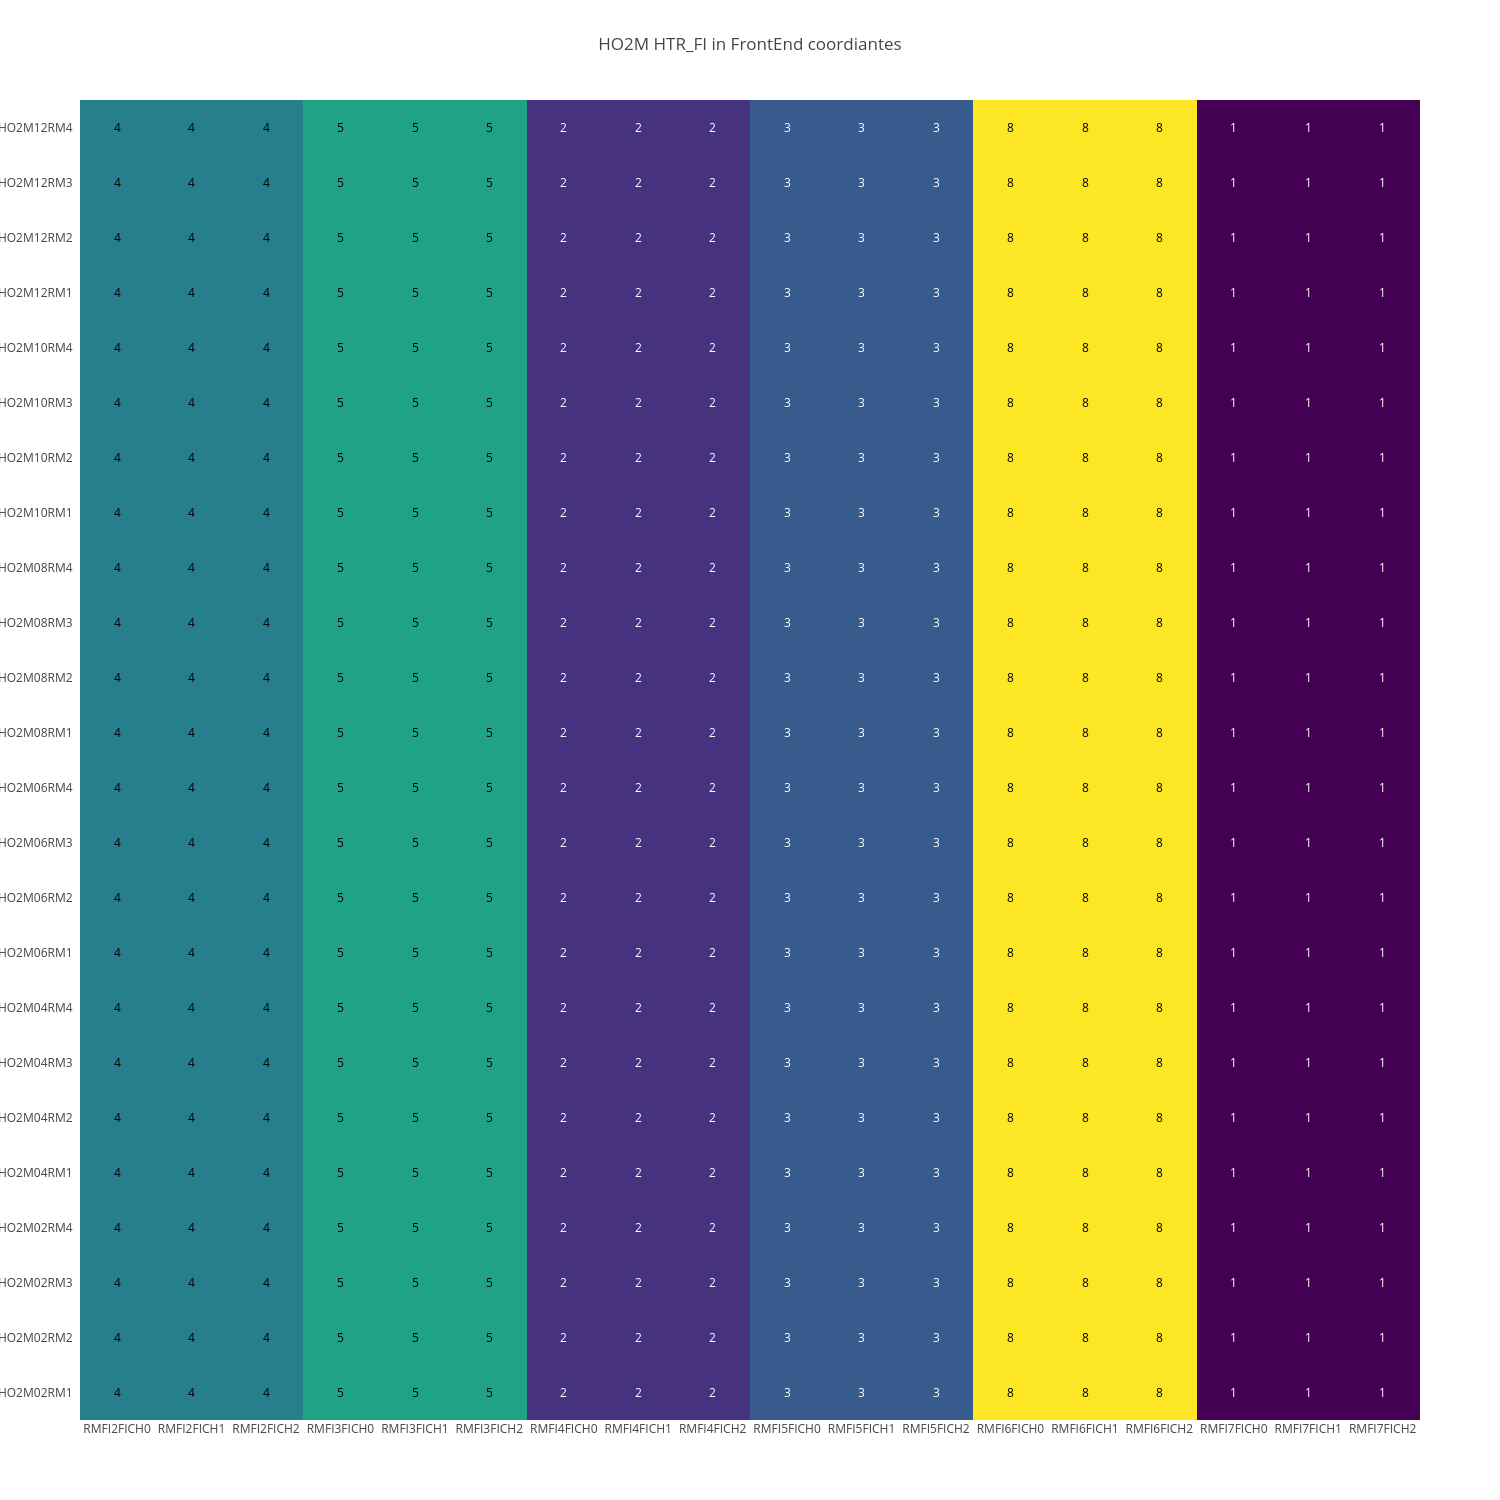 HO2M HTR_FI in FrontEnd coordiantes
HO2M12RM4 4 4 4 5 5 5 2 2 2 3 3 3 8 8 8 1 1 1
HO2M12RM3 4 4 4 5 5 5 2 2 2 3 3 3 8 8 8 1 1 1
HO2M12RM2 4 4 4 5 5 5 2 2 2 3 3 3 8 8 8 1 1 1
HO2M12RM1 4 4 4 5 5 5 2 2 2 3 3 3 8 8 8 1 1 1
HO2M10RM4 4 4 4 5 5 5 2 2 2 3 3 3 8 8 8 1 1 1
HO2M10RM3 4 4 4 5 5 5 2 2 2 3 3 3 8 8 8 1 1 1
HO2M10RM2 4 4 4 5 5 5 2 2 2 3 3 3 8 8 8 1 1 1
HO2M10RM1 4 4 4 5 5 5 2 2 2 3 3 3 8 8 8 1 1 1
HO2M08RM4 4 4 4 5 5 5 2 2 2 3 3 3 8 8 8 1 1 1
HO2M08RM3 4 4 4 5 5 5 2 2 2 3 3 3 8 8 8 1 1 1
HO2M08RM2 4 4 4 5 5 5 2 2 2 3 3 3 8 8 8 1 1 1
HO2M08RM1 4 4 4 5 5 5 2 2 2 3 3 3 8 8 8 1 1 1
HO2M06RM4 4 4 4 5 5 5 2 2 2 3 3 3 8 8 8 1 1 1
HO2M06RM3 4 4 4 5 5 5 2 2 2 3 3 3 8 8 8 1 1 1
HO2M06RM2 4 4 4 5 5 5 2 2 2 3 3 3 8 8 8 1 1 1
HO2M06RM1 4 4 4 5 5 5 2 2 2 3 3 3 8 8 8 1 1 1
HO2M04RM4 4 4 4 5 5 5 2 2 2 3 3 3 8 8 8 1 1 1
HO2M04RM3 4 4 4 5 5 5 2 2 2 3 3 3 8 8 8 1 1 1
HO2M04RM2 4 4 4 5 5 5 2 2 2 3 3 3 8 8 8 1 1 1
HO2M04RM1 4 4 4 5 5 5 2 2 2 3 3 3 8 8 8 1 1 1
HO2M02RM4 4 4 4 5 5 5 2 2 2 3 3 3 8 8 8 1 1 1
HO2M02RM3 4 4 4 5 5 5 2 2 2 3 3 3 8 8 8 1 1 1
HO2M02RM2 4 4 4 5 5 5 2 2 2 3 3 3 8 8 8 1 1 1
HO2M02RM1 4 4 4 5 5 5 2 2 2 3 3 3 8 8 8 1 1 1
RMFI2FICH0 RMFI2FICH1 RMFI2FICH2 RMFI3FICH0 RMFI3FICH1 RMFI3FICH2 RMFI4FICH0 RMFI4FICH1 RMFI4FICH2 RMFI5FICH0 RMFI5FICH1 RMFI5FICH2 RMFI6FICH0 RMFI6FICH1 RMFI6FICH2 RMFI7FICH0 RMFI7FICH1 RMFI7FICH2